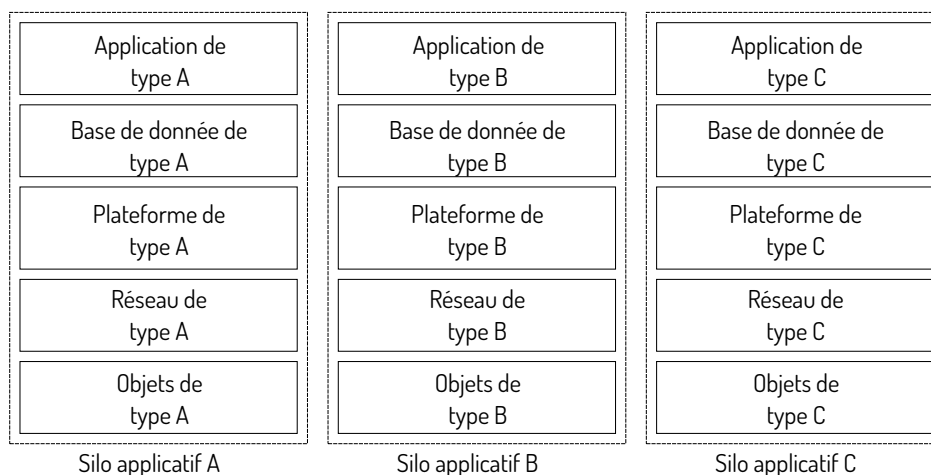 Application de
type A
Base de donnée de
type A
Plateforme de
type A
Réseau de
type A
Objets de
type A
Silo applicatif A
Application de
type B
Base de donnée de
type B
Plateforme de
type B
Réseau de
type B
Objets de
type B
Silo applicatif B
Application de
type C
Base de donnée de
type C
Plateforme de
type C
Réseau de
type C
Objets de
type C
Silo applicatif C